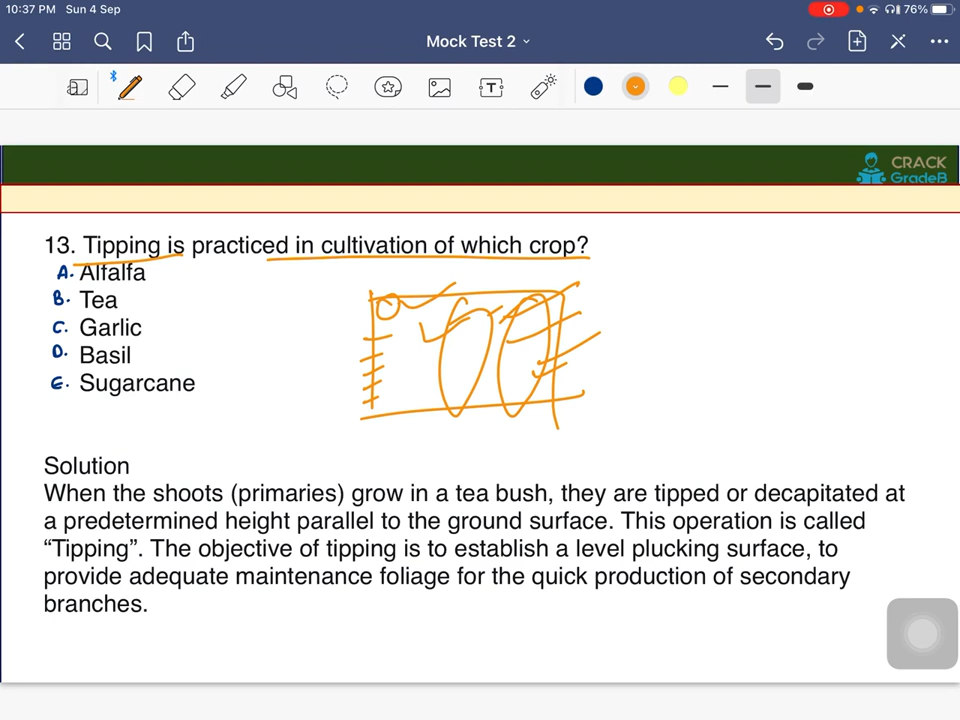 10:37 PM Sun 4 Sep 76%
Mock Test 2
T
CRACK
GradeB
13. Tipping is practiced in cultivation of which crop?
A. Alfalfa
B. Tea
C. Garlic
D. Basil
E. Sugarcane
Solution
When the shoots (primaries) grow in a tea bush, they are tipped or decapitated at
a predetermined height parallel to the ground surface. This operation is called
“Tipping”. The objective of tipping is to establish a level plucking surface, to
provide adequate maintenance foliage for the quick production of secondary
branches.